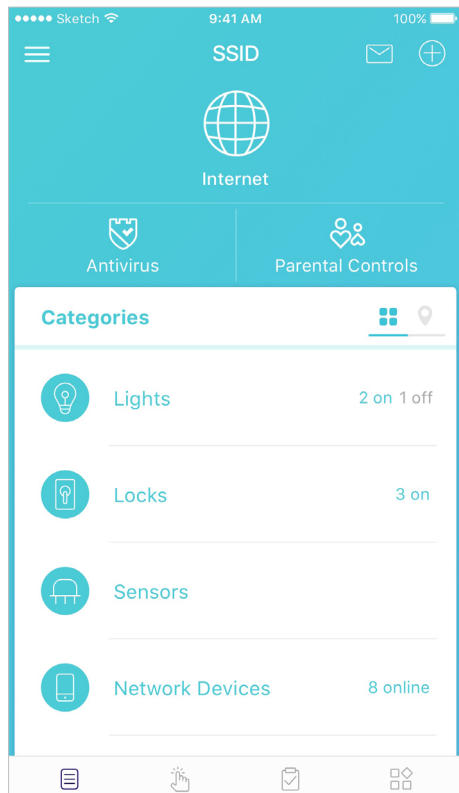 Sketch 9:41 AM 100%
SSID
Internet
Antivirus Parental Controls
Categories
Lights 2 on 1 off
Locks 3 on
Sensors
Network Devices 8 online